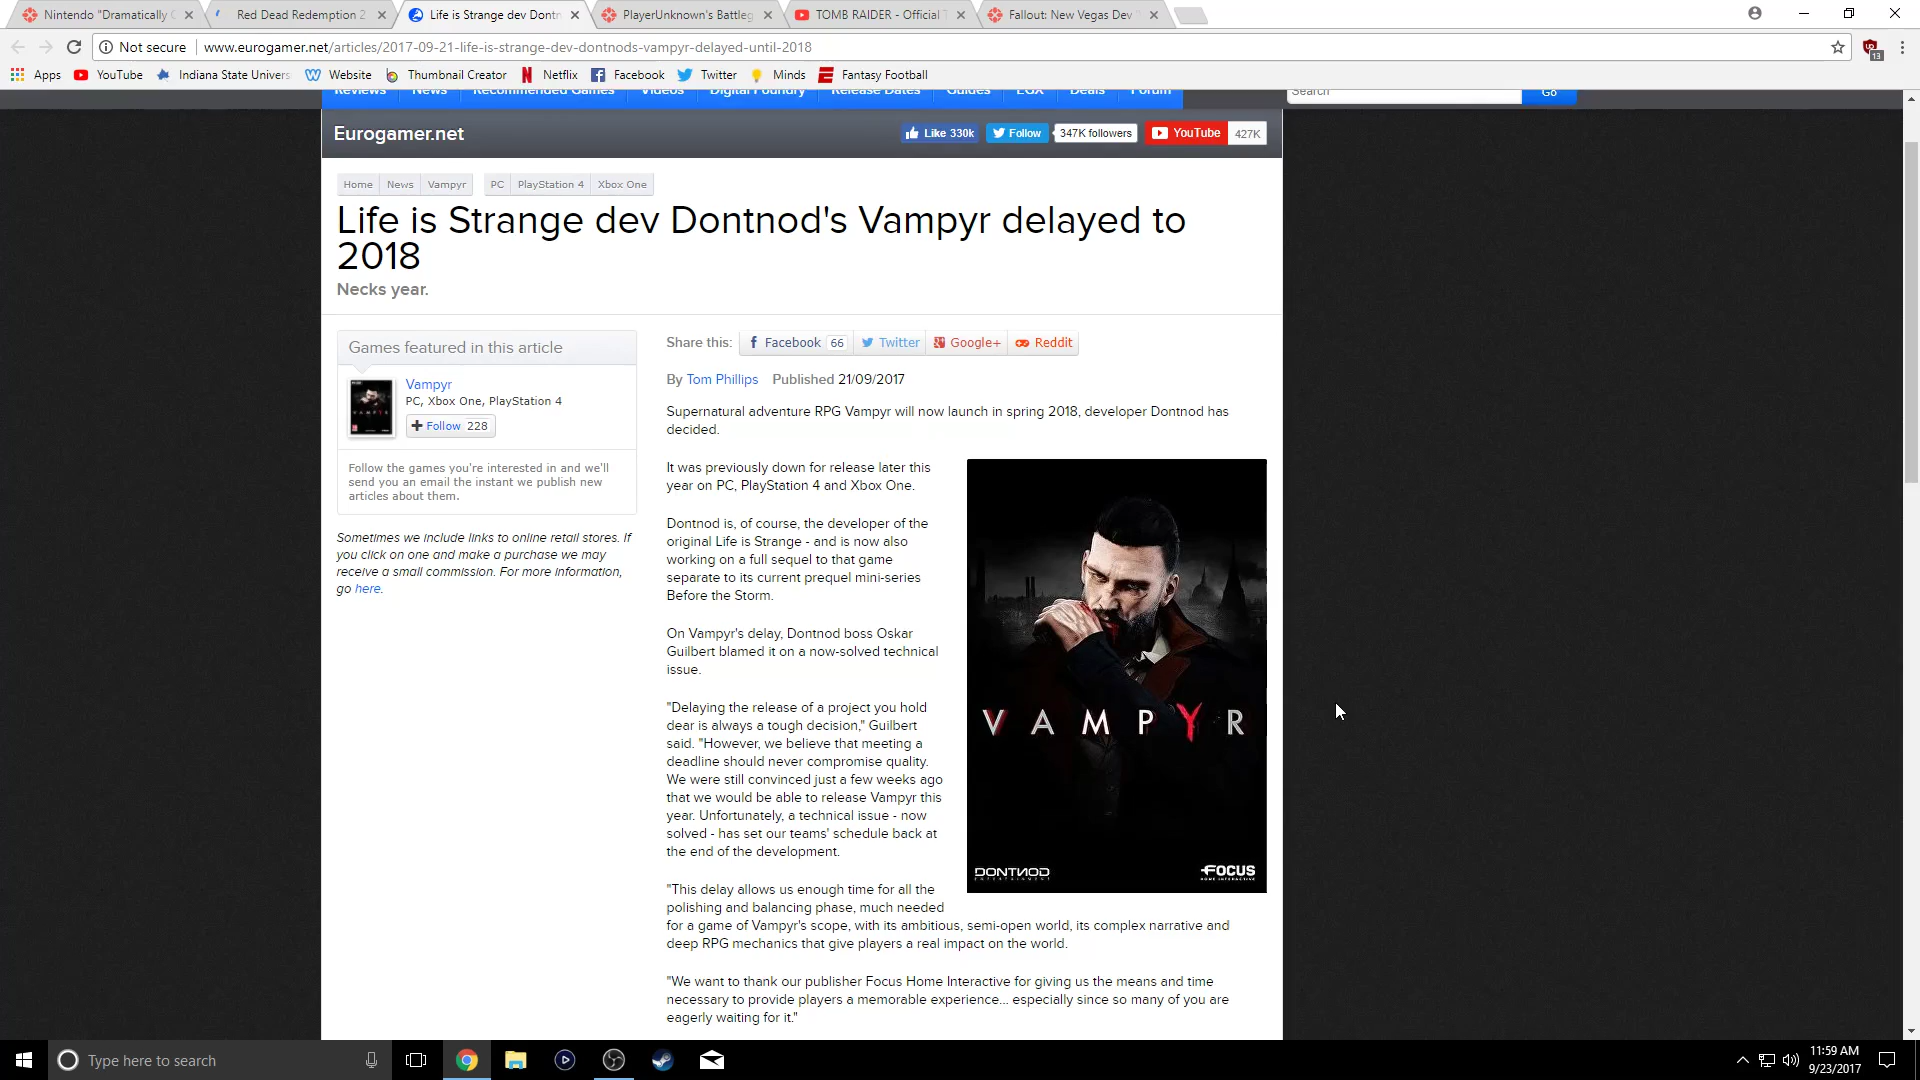 Nintendo "Dramatically
Red Dead Redemption 2
Life is Strange dev Dontn
PlayerUnknown's Battleg
TOMB RAIDER - Official
Fallout: New Vegas Dev
Not secure
www.eurogamer.net/articles/2017-09-21-life-is-strange-dev-dontnods-vampyr-delayed-until-2018
13
Apps
YouTube
Indiana State Univers
Website
Thumbnail Creator
Netflix
Facebook
Twitter
Minds
Fantasy Football
Reviews
News
Recommended Games
Videos
Digital Foundry
Release Dates
Guides
EGX
Deals
Forum
Search
Go
Eurogamer.net
Like 330k
Follow
347K followers
YouTube
427K
Home
News
Vampyr
PC
PlayStation 4
Xbox One
Life is Strange dev Dontnod's Vampyr delayed to
2018
Necks year.
Games featured in this article
Vampyr
PC, Xbox One, PlayStation 4
Follow 228
Follow the games you're interested in and we'll
send you an email the instant we publish new
articles about them.
Sometimes we include links to online retail stores. If
you click on one and make a purchase we may
receive a small commission. For more information,
go here.
Share this:
Facebook 66
Twitter
Google+
Reddit
By Tom Phillips Published 21/09/2017
Supernatural adventure RPG Vampyr will now launch in spring 2018, developer Dontnod has
decided.
It was previously down for release later this
year on PC, PlayStation 4 and Xbox One.
Dontnod is, of course, the developer of the
original Life is Strange - and is now also
working on a full sequel to that game
separate to its current prequel mini-series
Before the Storm.
On Vampyr's delay, Dontnod boss Oskar
Guilbert blamed it on a now-solved technical
issue.
"Delaying the release of a project you hold
dear is always a tough decision," Guilbert
said. "However, we believe that meeting a
deadline should never compromise quality.
We were still convinced just a few weeks ago
that we would be able to release Vampyr this
year. Unfortunately, a technical issue - now
solved - has set our teams' schedule back at
the end of the development.
VAMPYR
DONTNOD
ENTERTAINMENT
FOCUS
HOME INTERACTIVE
"This delay allows us enough time for all the
polishing and balancing phase, much needed
for a game of Vampyr's scope, with its ambitious, semi-open world, its complex narrative and
deep RPG mechanics that give players a real impact on the world.
"We want to thank our publisher Focus Home Interactive for giving us the means and time
necessary to provide players a memorable experience... especially since so many of you are
eagerly waiting for it."
Type here to search
11:59 AM
9/23/2017